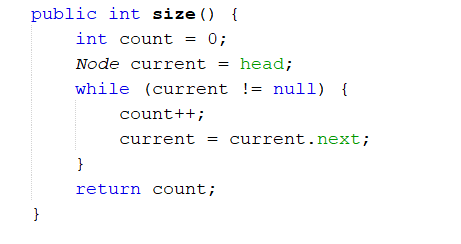 public int size() {
    int count = 0;
    Node current = head;
    while (current != null) {
        count++;
        current = current.next;
    }
    return count;
}